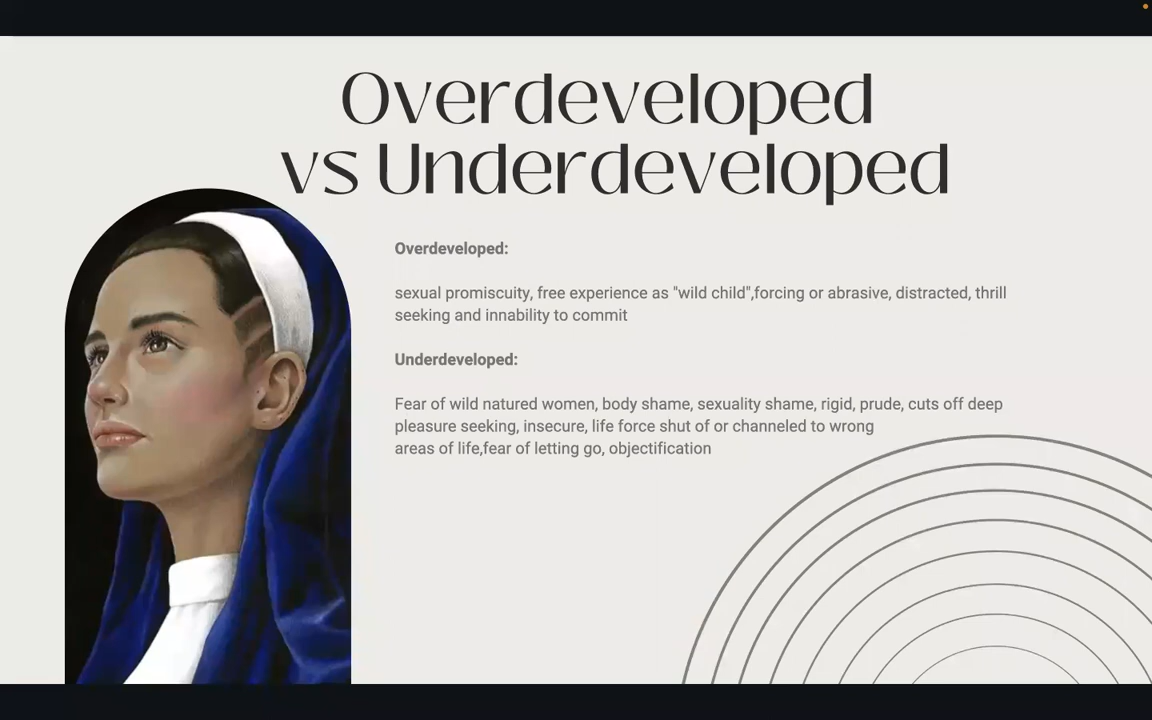 Overdeveloped
vs Underdeveloped
Overdeveloped:
sexual promiscuity, free experience as "wild child",forcing or abrasive, distracted, thrill
seeking and innability to commit
Underdeveloped:
Fear of wild natured women, body shame, sexuality shame, rigid, prude, cuts off deep
pleasure seeking, insecure, life force shut of or channeled to wrong
areas of life,fear of letting go, objectification